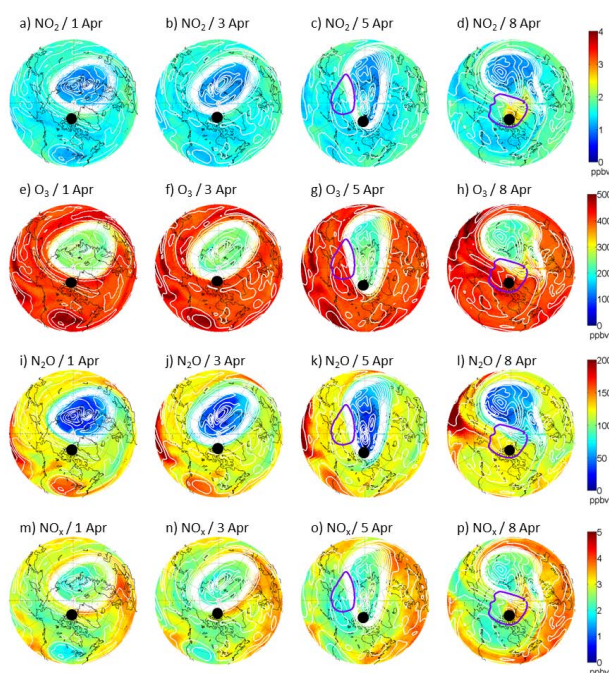 a) NO₂ / 1 Apr b) NO₂ / 3 Apr c) NO₂ / 5 Apr d) NO₂ / 8 Apr
4
3
2
1
0
ppbv
e) O₃ / 1 Apr f) O₃ / 3 Apr g) O₃ / 5 Apr h) O₃ / 8 Apr
500
400
300
200
100
0
ppbv
i) N₂O / 1 Apr j) N₂O / 3 Apr k) N₂O / 5 Apr l) N₂O / 8 Apr
200
150
100
50
0
ppbv
m) NOₓ / 1 Apr n) NOₓ / 3 Apr o) NOₓ / 5 Apr p) NOₓ / 8 Apr
5
4
3
2
1
0
ppbv